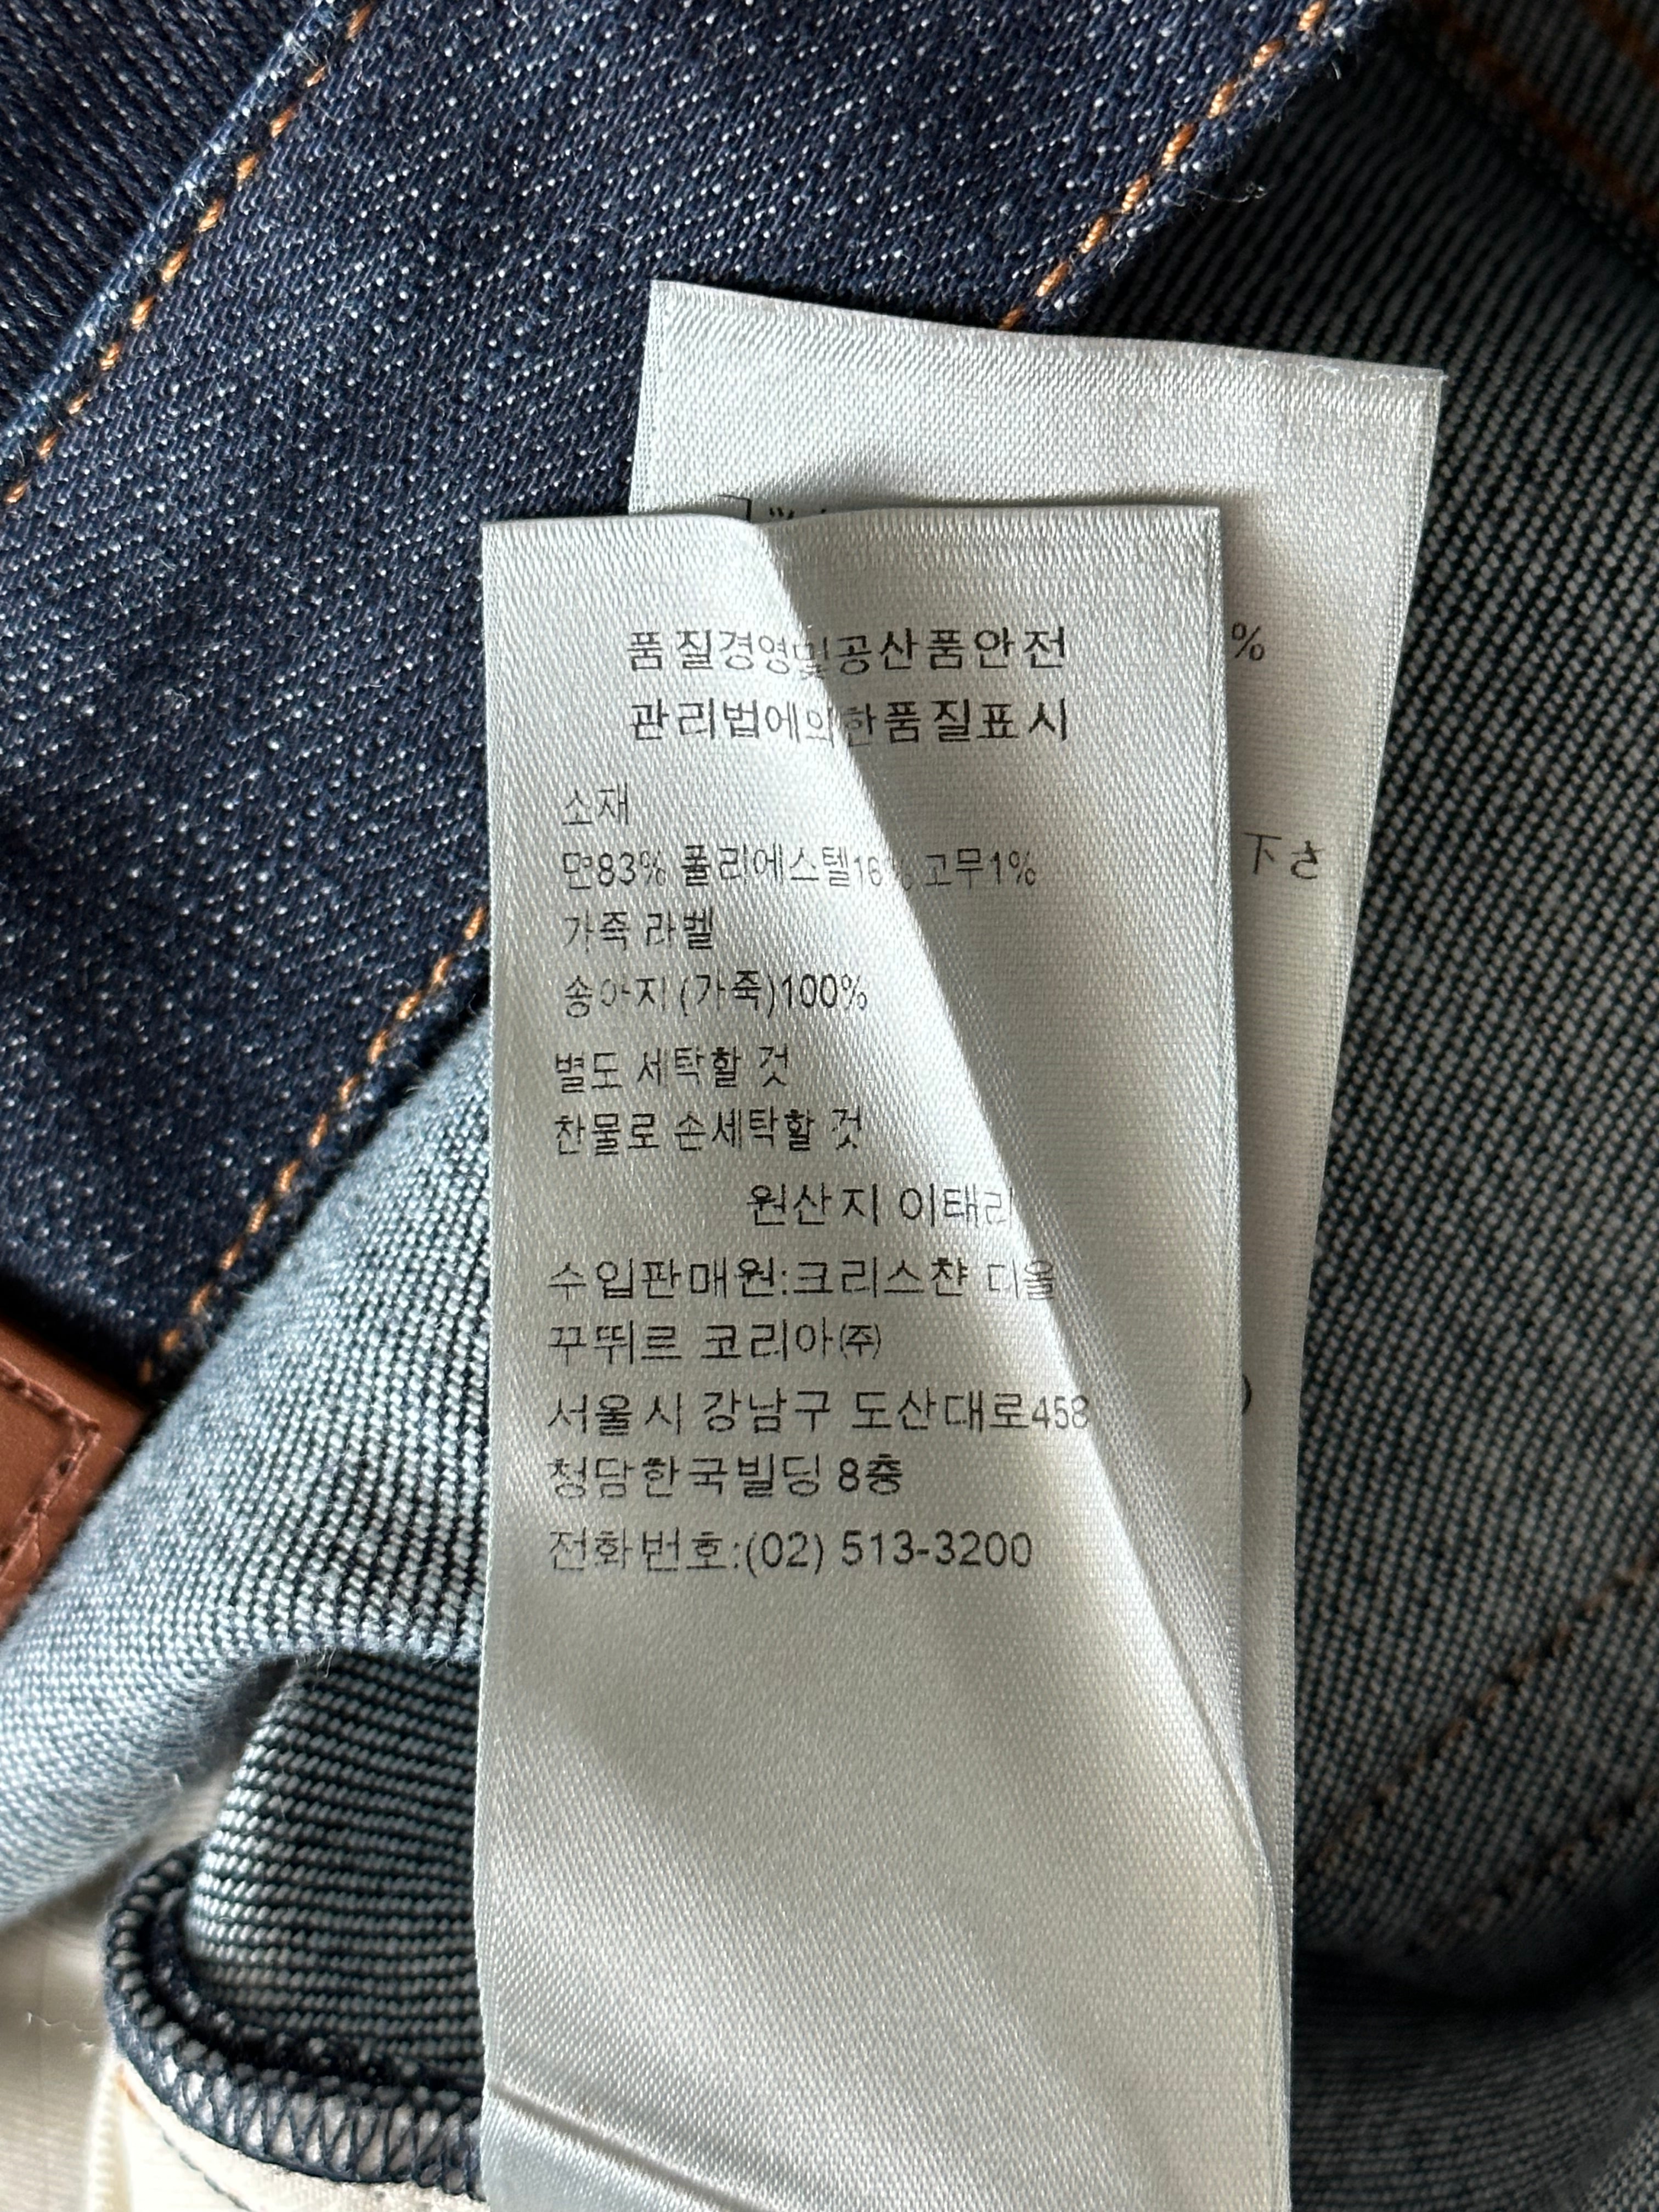 품질경영및공산품안전
관리법에의한품질표시
소재
면83% 폴리에스텔16% 고무1%
가죽 라벨
송아지(가죽)100%
별도 세탁할 것
찬물로 손세탁할 것
원산지 이태리
수입판매원:크리스챤 디올
꾸뛰르 코리아㈜
서울시 강남구 도산대로458
청담한국빌딩 8층
전화번호:(02) 513-3200
%
下さ
)